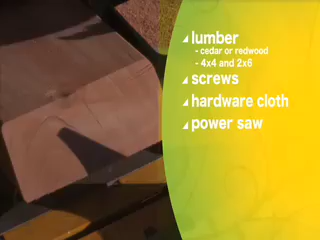 lumber
- cedar or redwood
- 4x4 and 2x6
screws
hardware cloth
power saw